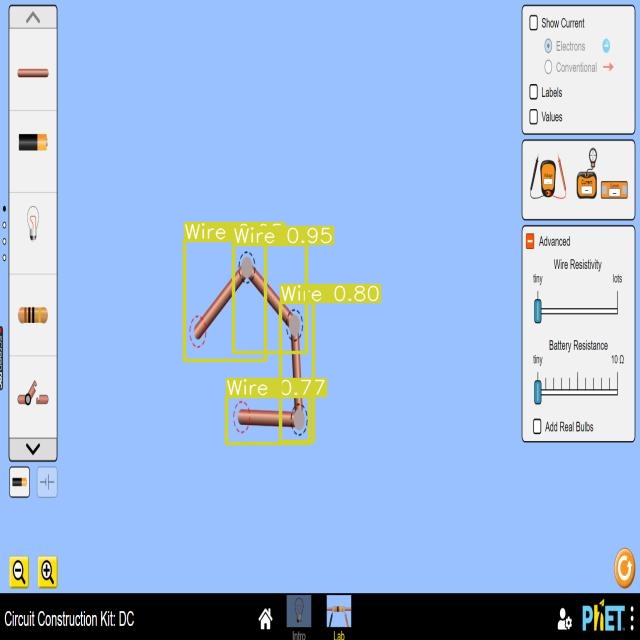 Show Current
Electrons
Conventional
Labels
Values
Advanced
Wire Resistivity
tiny
lots
Battery Resistance
tiny
10 Ω
Add Real Bulbs
Wire
Wire 0.95
Wire 0.80
Wire 0.77
Circuit Construction Kit: DC
Intro
Lab
PhET